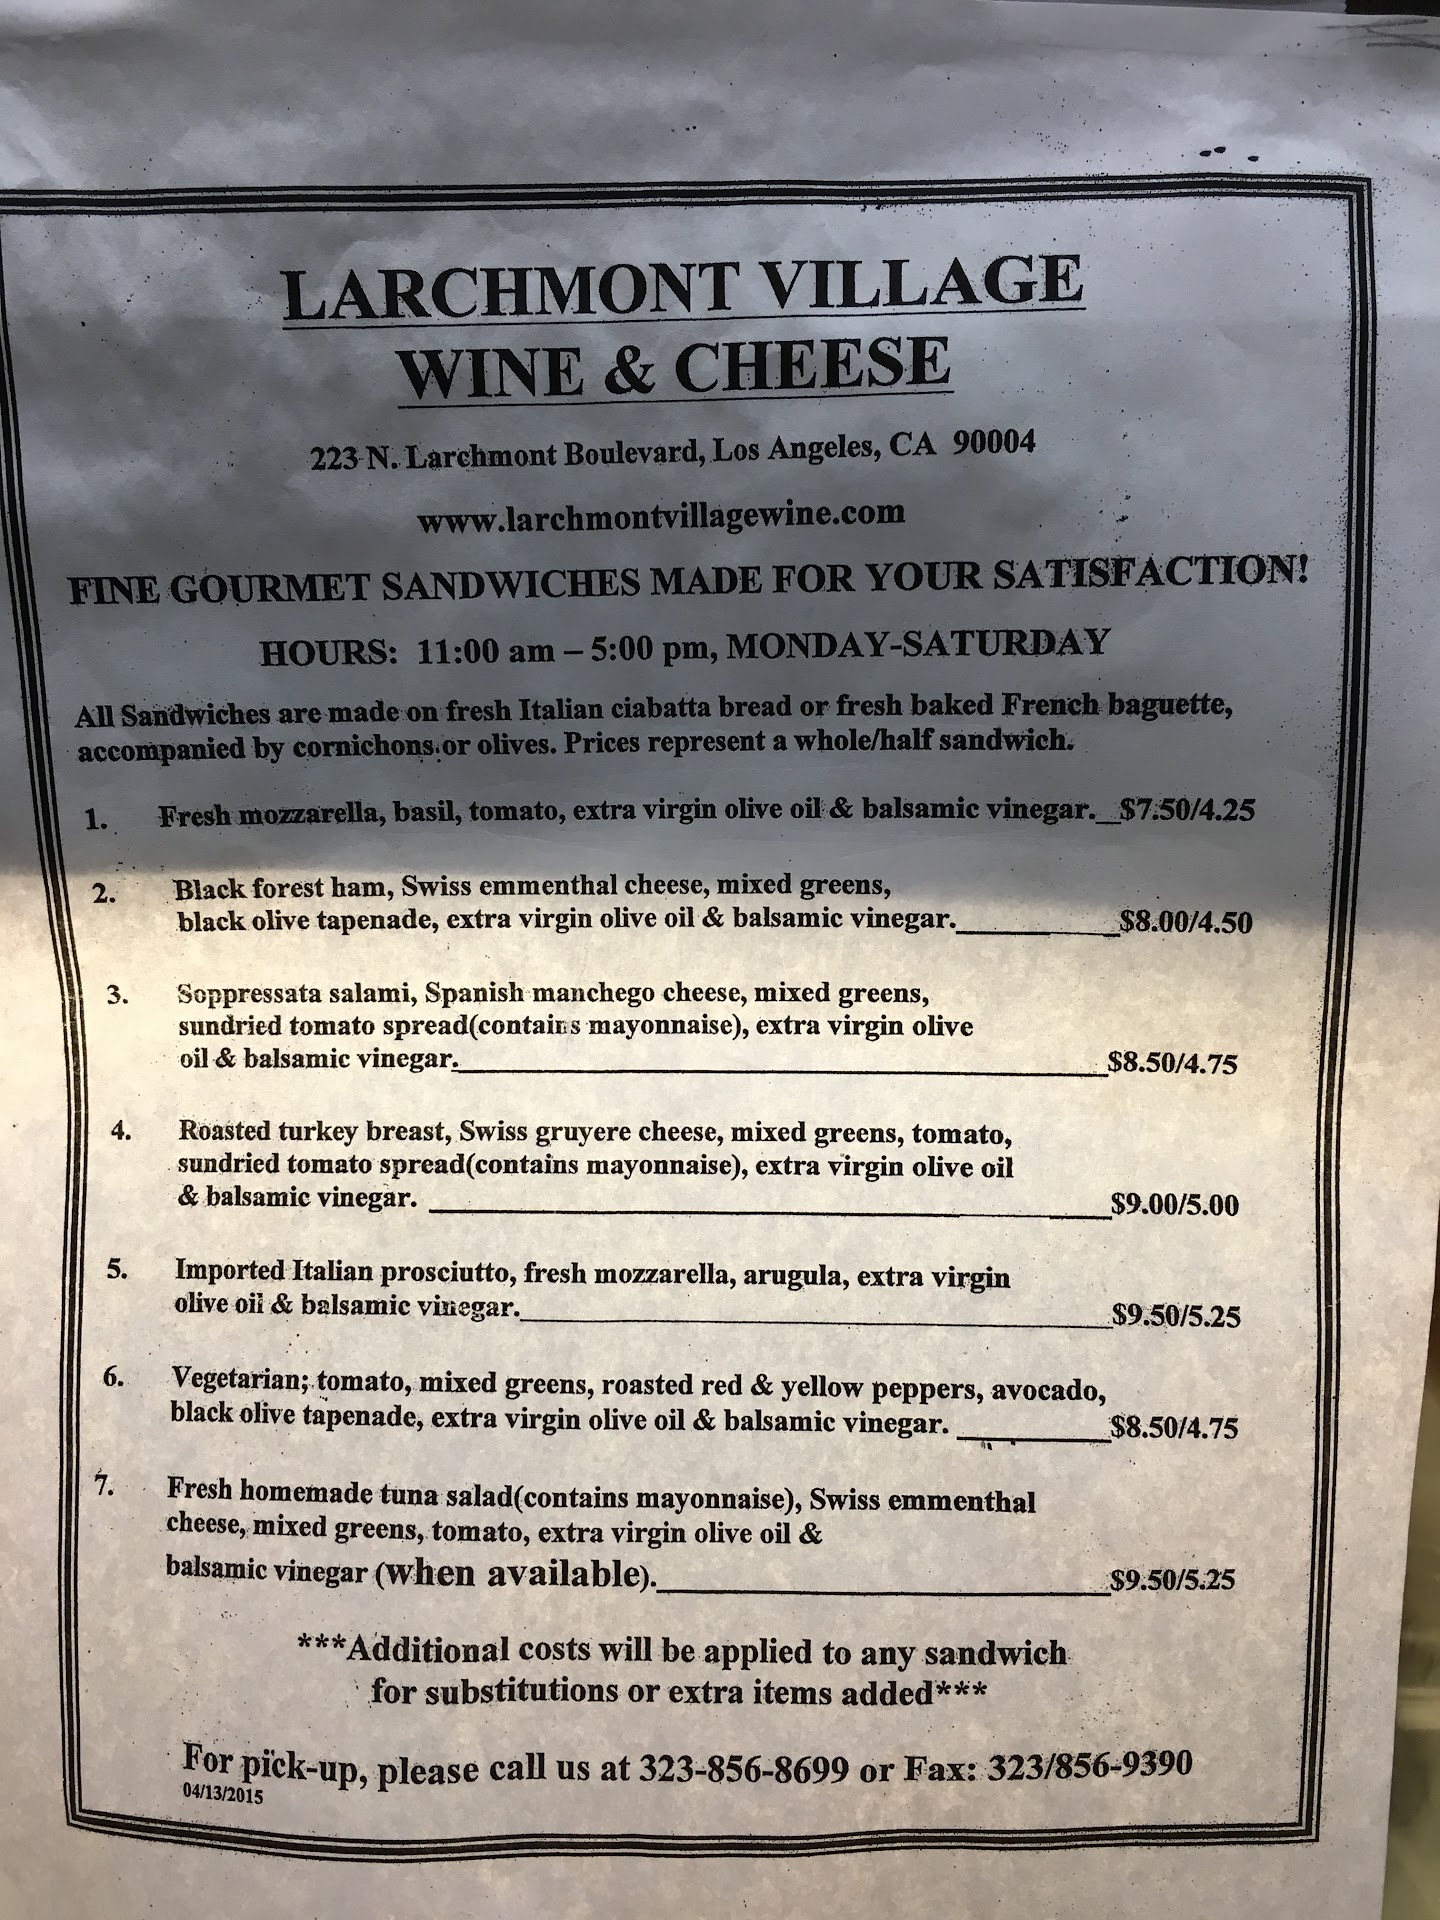 LARCHMONT VILLAGE
WINE & CHEESE
223 N. Larchmont Boulevard, Los Angeles, CA 90004
www.larchmontvillagewine.com
FINE GOURMET SANDWICHES MADE FOR YOUR SATISFACTION!
HOURS: 11:00 am – 5:00 pm, MONDAY-SATURDAY
All Sandwiches are made on fresh Italian ciabatta bread or fresh baked French baguette,
accompanied by cornichons or olives. Prices represent a whole/half sandwich.
1. Fresh mozzarella, basil, tomato, extra virgin olive oil & balsamic vinegar. $7.50/4.25
2. Black forest ham, Swiss emmenthal cheese, mixed greens,
black olive tapenade, extra virgin olive oil & balsamic vinegar. $8.00/4.50
3. Soppressata salami, Spanish manchego cheese, mixed greens,
sundried tomato spread(contains mayonnaise), extra virgin olive
oil & balsamic vinegar. $8.50/4.75
4. Roasted turkey breast, Swiss gruyere cheese, mixed greens, tomato,
sundried tomato spread(contains mayonnaise), extra virgin olive oil
& balsamic vinegar. $9.00/5.00
5. Imported Italian prosciutto, fresh mozzarella, arugula, extra virgin
olive oil & balsamic vinegar. $9.50/5.25
6. Vegetarian; tomato, mixed greens, roasted red & yellow peppers, avocado,
black olive tapenade, extra virgin olive oil & balsamic vinegar. $8.50/4.75
7. Fresh homemade tuna salad(contains mayonnaise), Swiss emmenthal
cheese, mixed greens, tomato, extra virgin olive oil &
balsamic vinegar (when available). $9.50/5.25
***Additional costs will be applied to any sandwich
for substitutions or extra items added***
For pick-up, please call us at 323-856-8699 or Fax: 323/856-9390
04/13/2015